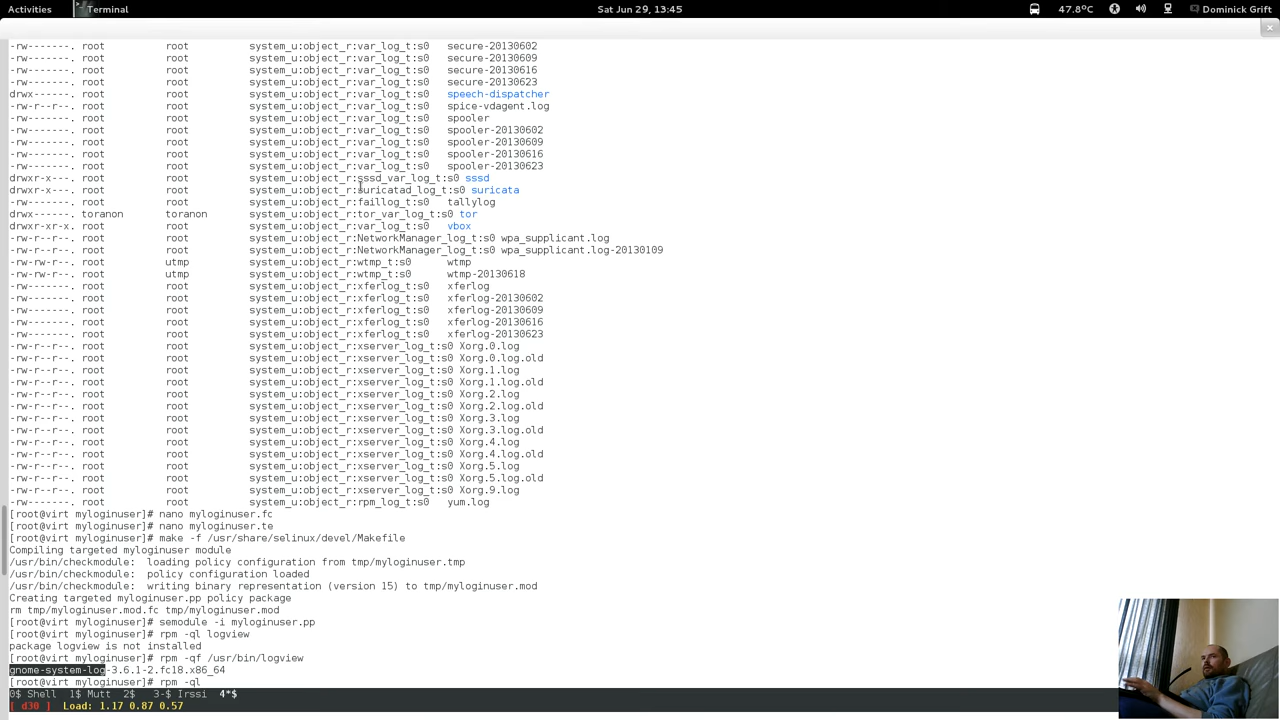 Activities Terminal Sat Jun 29, 13:45 47.8°C Dominick Grift
-rw-------. root root system_u:object_r:var_log_t:s0 secure-20130602
-rw-------. root root system_u:object_r:var_log_t:s0 secure-20130609
-rw-------. root root system_u:object_r:var_log_t:s0 secure-20130616
-rw-------. root root system_u:object_r:var_log_t:s0 secure-20130623
drwx------. root root system_u:object_r:var_log_t:s0 speech-dispatcher
-rw-r--r--. root root system_u:object_r:var_log_t:s0 spice-vdagent.log
-rw-------. root root system_u:object_r:var_log_t:s0 spooler
-rw-------. root root system_u:object_r:var_log_t:s0 spooler-20130602
-rw-------. root root system_u:object_r:var_log_t:s0 spooler-20130609
-rw-------. root root system_u:object_r:var_log_t:s0 spooler-20130616
-rw-------. root root system_u:object_r:var_log_t:s0 spooler-20130623
drwxr-x---. root root system_u:object_r:sssd_var_log_t:s0 sssd
drwxr-x---. root root system_u:object_r:suricatad_log_t:s0 suricata
-rw-------. root root system_u:object_r:faillog_t:s0 tallylog
drwx------. toranon toranon system_u:object_r:tor_var_log_t:s0 tor
drwxr-xr-x. root root system_u:object_r:var_log_t:s0 vbox
-rw-r--r--. root root system_u:object_r:NetworkManager_log_t:s0 wpa_supplicant.log
-rw-r--r--. root root system_u:object_r:NetworkManager_log_t:s0 wpa_supplicant.log-20130109
-rw-rw-r--. root utmp system_u:object_r:wtmp_t:s0 wtmp
-rw-rw-r--. root utmp system_u:object_r:wtmp_t:s0 wtmp-20130618
-rw-------. root root system_u:object_r:xferlog_t:s0 xferlog
-rw-------. root root system_u:object_r:xferlog_t:s0 xferlog-20130602
-rw-------. root root system_u:object_r:xferlog_t:s0 xferlog-20130609
-rw-------. root root system_u:object_r:xferlog_t:s0 xferlog-20130616
-rw-------. root root system_u:object_r:xferlog_t:s0 xferlog-20130623
-rw-r--r--. root root system_u:object_r:xserver_log_t:s0 Xorg.0.log
-rw-r--r--. root root system_u:object_r:xserver_log_t:s0 Xorg.0.log.old
-rw-r--r--. root root system_u:object_r:xserver_log_t:s0 Xorg.1.log
-rw-r--r--. root root system_u:object_r:xserver_log_t:s0 Xorg.1.log.old
-rw-r--r--. root root system_u:object_r:xserver_log_t:s0 Xorg.2.log
-rw-r--r--. root root system_u:object_r:xserver_log_t:s0 Xorg.2.log.old
-rw-r--r--. root root system_u:object_r:xserver_log_t:s0 Xorg.3.log
-rw-r--r--. root root system_u:object_r:xserver_log_t:s0 Xorg.3.log.old
-rw-r--r--. root root system_u:object_r:xserver_log_t:s0 Xorg.4.log
-rw-r--r--. root root system_u:object_r:xserver_log_t:s0 Xorg.4.log.old
-rw-r--r--. root root system_u:object_r:xserver_log_t:s0 Xorg.5.log
-rw-r--r--. root root system_u:object_r:xserver_log_t:s0 Xorg.5.log.old
-rw-r--r--. root root system_u:object_r:xserver_log_t:s0 Xorg.9.log
-rw-------. root root system_u:object_r:rpm_log_t:s0 yum.log
[root@virt myloginuser]# nano myloginuser.fc
[root@virt myloginuser]# nano myloginuser.te
[root@virt myloginuser]# make -f /usr/share/selinux/devel/Makefile
Compiling targeted myloginuser module
/usr/bin/checkmodule: loading policy configuration from tmp/myloginuser.tmp
/usr/bin/checkmodule: policy configuration loaded
/usr/bin/checkmodule: writing binary representation (version 15) to tmp/myloginuser.mod
Creating targeted myloginuser.pp policy package
rm tmp/myloginuser.mod.fc tmp/myloginuser.mod
[root@virt myloginuser]# semodule -i myloginuser.pp
[root@virt myloginuser]# rpm -ql logview
package logview is not installed
[root@virt myloginuser]# rpm -qf /usr/bin/logview
gnome-system-log-3.6.1-2.fc18.x86_64
[root@virt myloginuser]# rpm -ql
0$ Shell 1$ Mutt 2$ 3-$ Irssi 4*$
[ d30 ] Load: 1.17 0.87 0.57